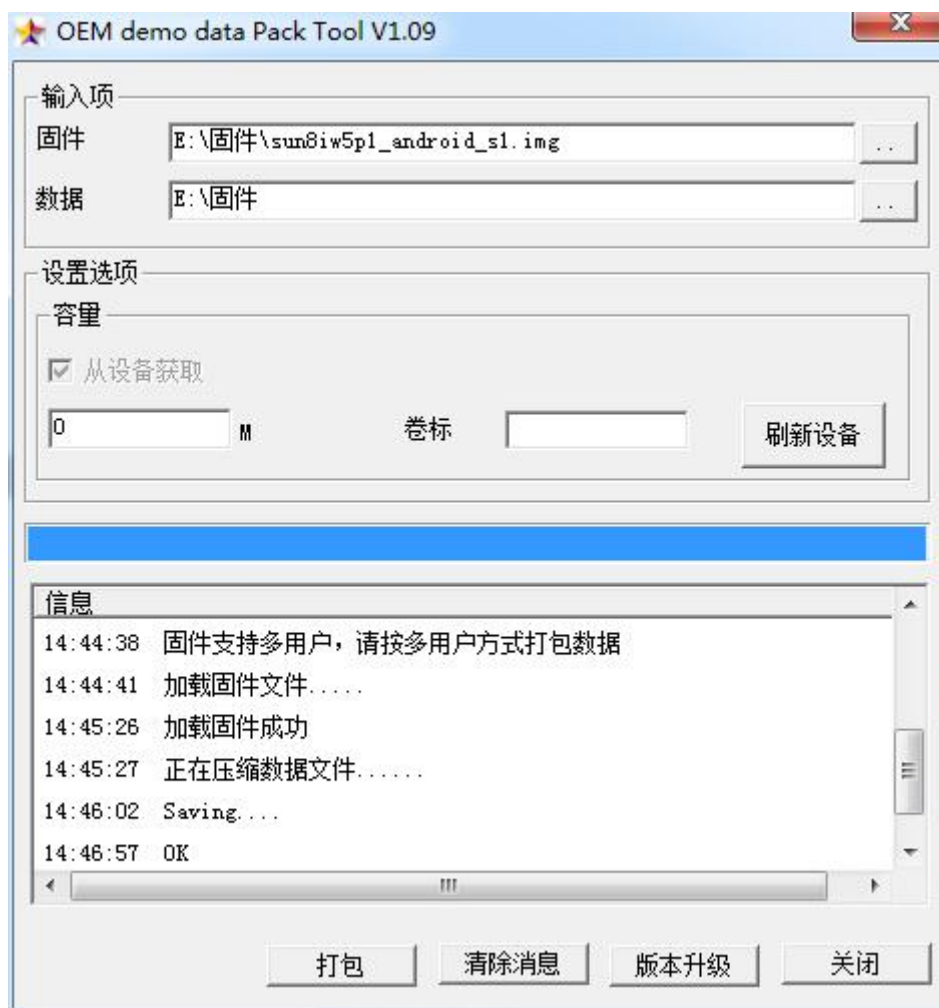 OEM demo data Pack Tool V1.09
输入项
固件 E:\固件\sun8iw5p1_android_s1.img ..
数据 E:\固件 ..
设置选项
容量
从设备获取
0 M 卷标 刷新设备
信息
14:44:38 固件支持多用户，请按多用户方式打包数据
14:44:41 加载固件文件.....
14:45:26 加载固件成功
14:45:27 正在压缩数据文件......
14:46:02 Saving....
14:46:57 OK
打包 清除消息 版本升级 关闭